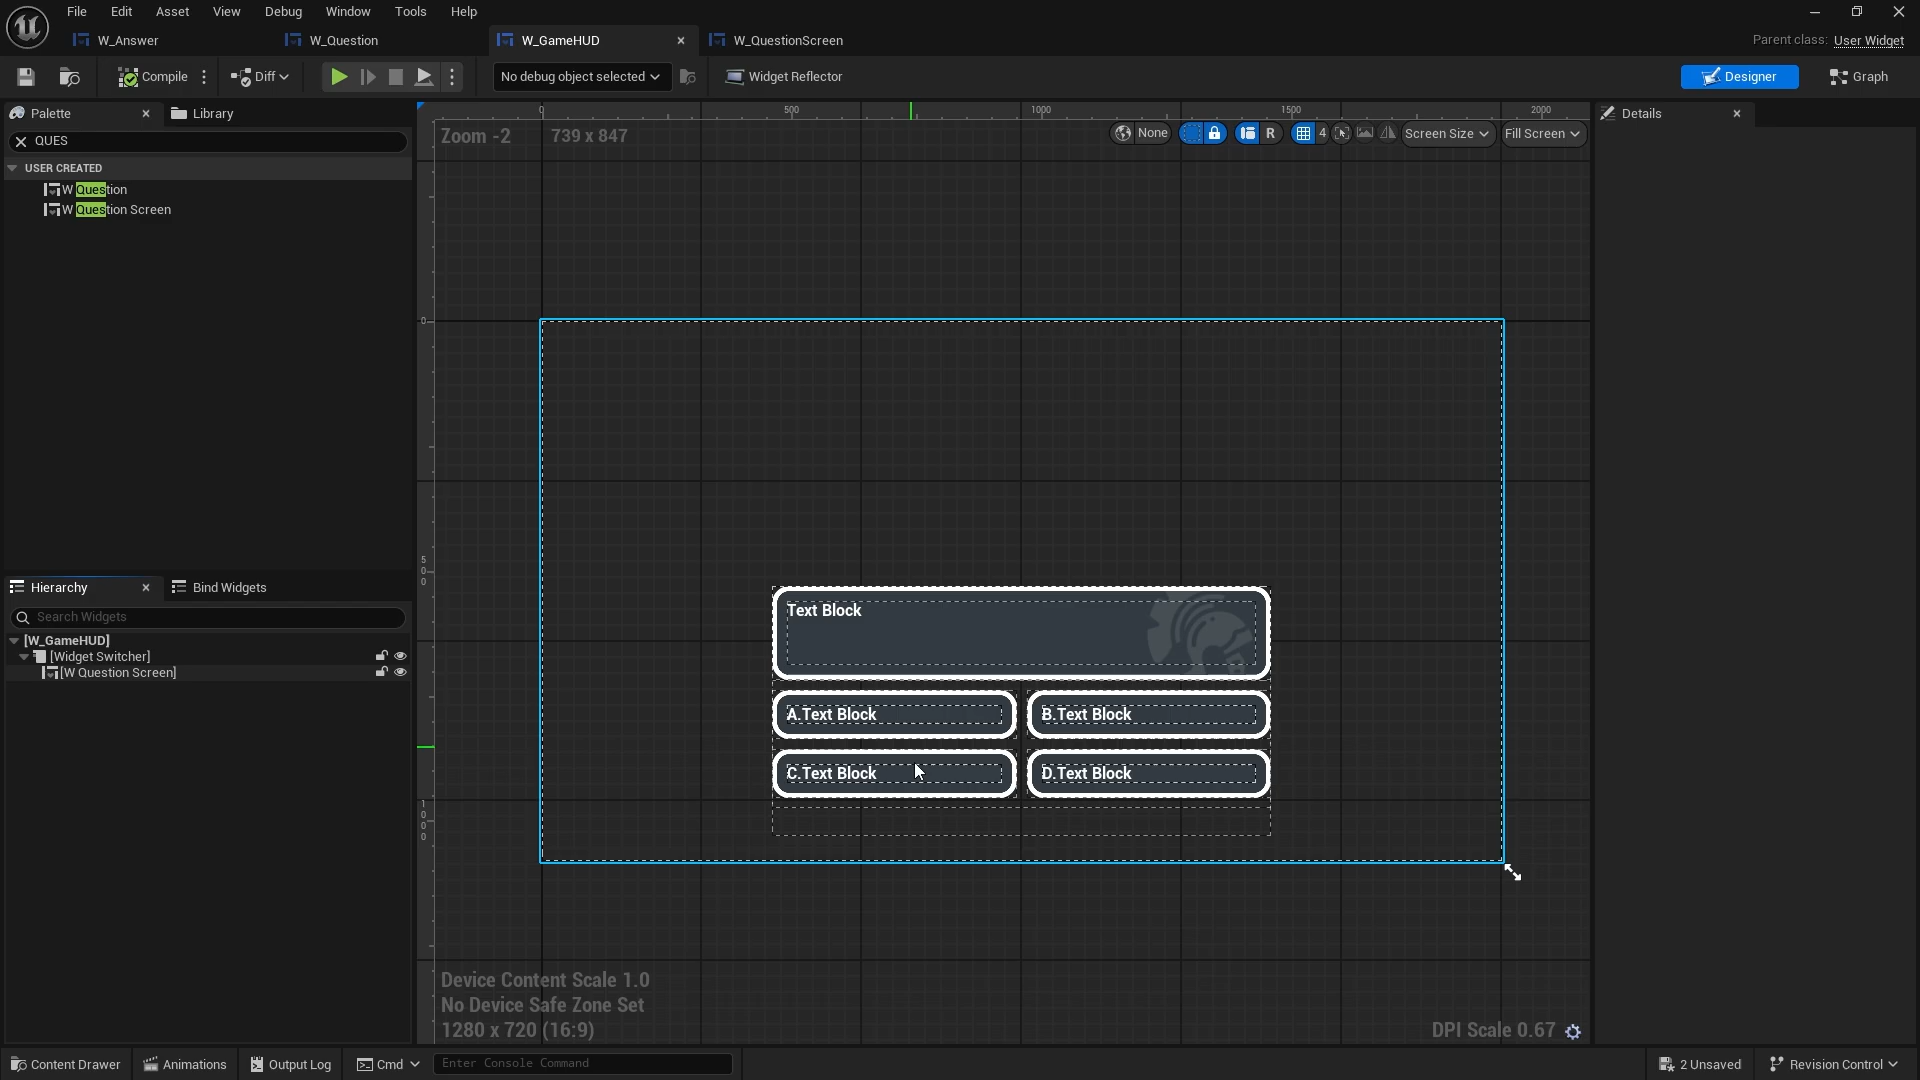 File Edit Asset View Debug Window Tools Help
W_Answer W_Question W_GameHUD W_QuestionScreen
Parent class: User Widget
Compile Diff No debug object selected Widget Reflector Designer Graph
Palette Library Details
QUES
USER CREATED
W Question
W Question Screen
0 500 1000 1500 2000
Zoom -2 739 x 847 None R 4 Screen Size Fill Screen
0
500
1000
Text Block
A.Text Block B.Text Block
C.Text Block D.Text Block
Hierarchy Bind Widgets
Search Widgets
[W_GameHUD]
[Widget Switcher]
[W Question Screen]
Device Content Scale 1.0
No Device Safe Zone Set
1280 x 720 (16:9)
DPI Scale 0.67
Content Drawer Animations Output Log Cmd Enter Console Command 2 Unsaved Revision Control